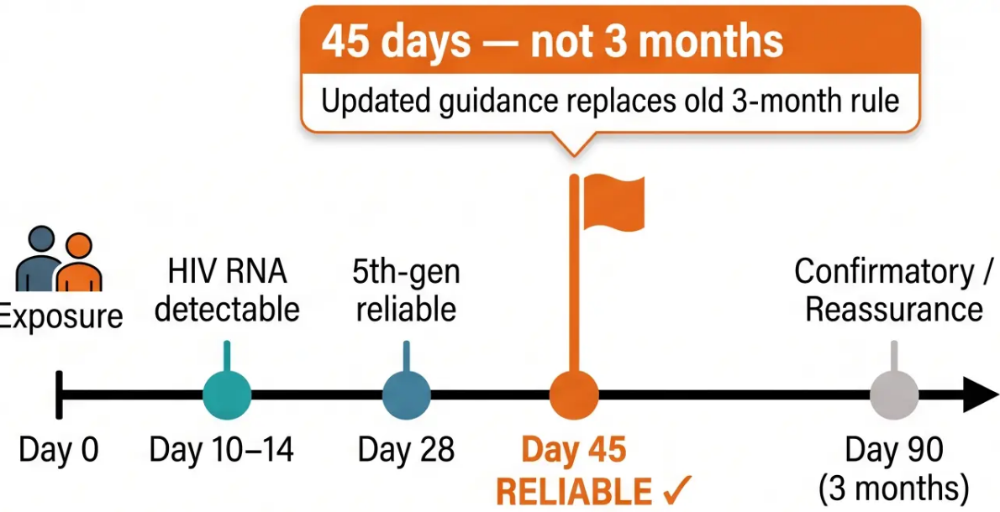 45 days — not 3 months
Updated guidance replaces old 3-month rule
Exposure
HIV RNA
detectable
5th-gen
reliable
Confirmatory /
Reassurance
Day 0
Day 10–14
Day 28
Day 45
RELIABLE ✓
Day 90
(3 months)